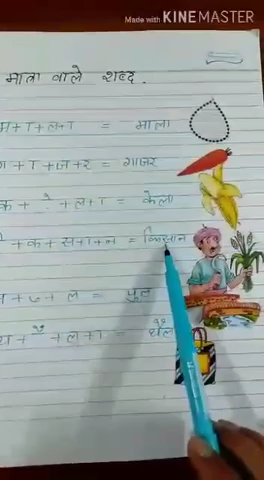 Made with KINEMASTER
मात्रा वाले शब्द.
म+ा+ल+ा = माला
ग+ा+ज+र = गाजर
क+े+ल+ा = केला
ि+क+स+ा+न = किसान
+ु+ल = पुल
थ+ै+ल+ा = थैला